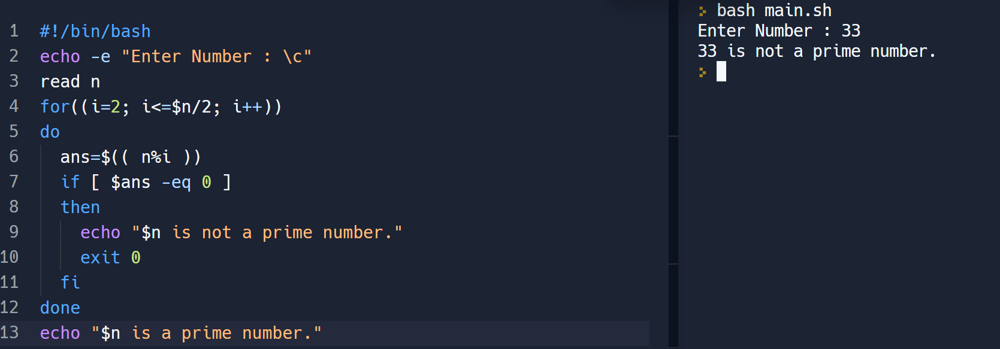 1 #!/bin/bash
2 echo -e "Enter Number : \c"
3 read n
4 for((i=2; i<=$n/2; i++))
5 do
6   ans=$(( n%i ))
7   if [ $ans -eq 0 ]
8   then
9     echo "$n is not a prime number."
10     exit 0
11   fi
12 done
13 echo "$n is a prime number."
bash main.sh
Enter Number : 33
33 is not a prime number.